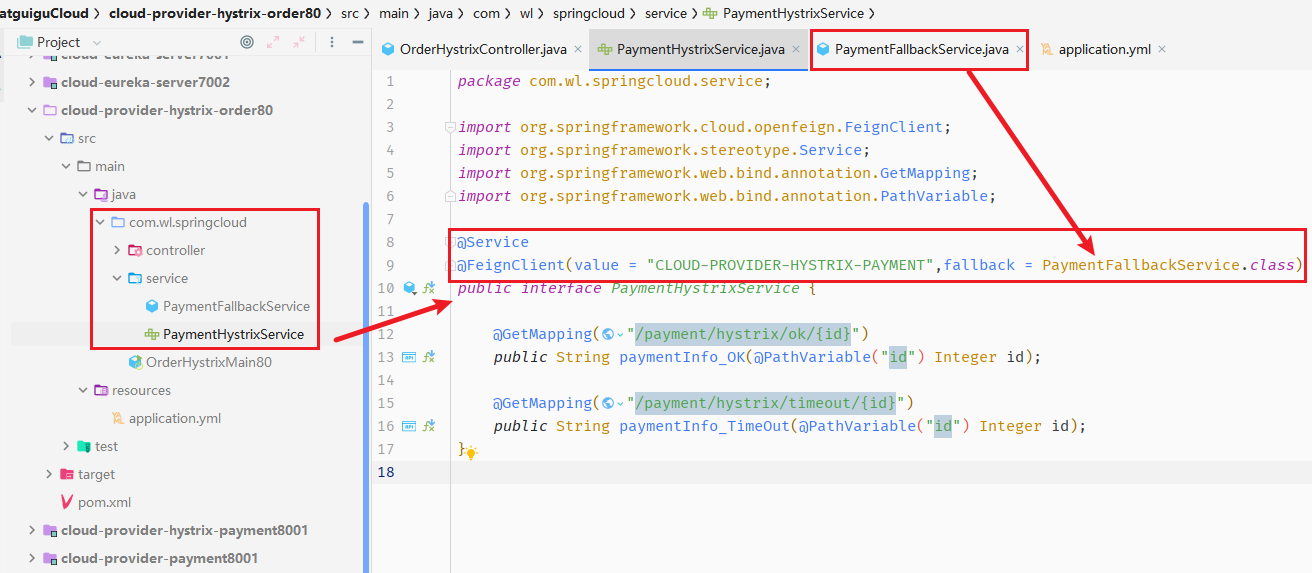 atguiguCloud > cloud-provider-hystrix-order80 > src > main > java > com > wl > springcloud > service > PaymentHystrixService >
Project
OrderHystrixController.java × PaymentHystrixService.java × PaymentFallbackService.java × application.yml ×
cloud-eureka-server7001
cloud-eureka-server7002
cloud-provider-hystrix-order80
src
main
java
com.wl.springcloud
controller
service
PaymentFallbackService
PaymentHystrixService
OrderHystrixMain80
resources
application.yml
test
target
pom.xml
cloud-provider-hystrix-payment8001
cloud-provider-payment8001
1 package com.wl.springcloud.service;
2
3 import org.springframework.cloud.openfeign.FeignClient;
4 import org.springframework.stereotype.Service;
5 import org.springframework.web.bind.annotation.GetMapping;
6 import org.springframework.web.bind.annotation.PathVariable;
7
8 @Service
9 @FeignClient(value = "CLOUD-PROVIDER-HYSTRIX-PAYMENT",fallback = PaymentFallbackService.class)
10 public interface PaymentHystrixService {
11
12 @GetMapping("/payment/hystrix/ok/{id}")
13 public String paymentInfo_OK(@PathVariable("id") Integer id);
14
15 @GetMapping("/payment/hystrix/timeout/{id}")
16 public String paymentInfo_TimeOut(@PathVariable("id") Integer id);
17 }
18